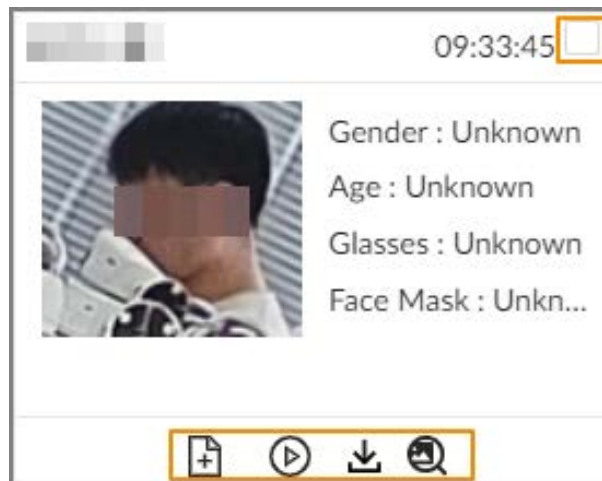 09:33:45
Gender : Unknown
Age : Unknown
Glasses : Unknown
Face Mask : Unkn...